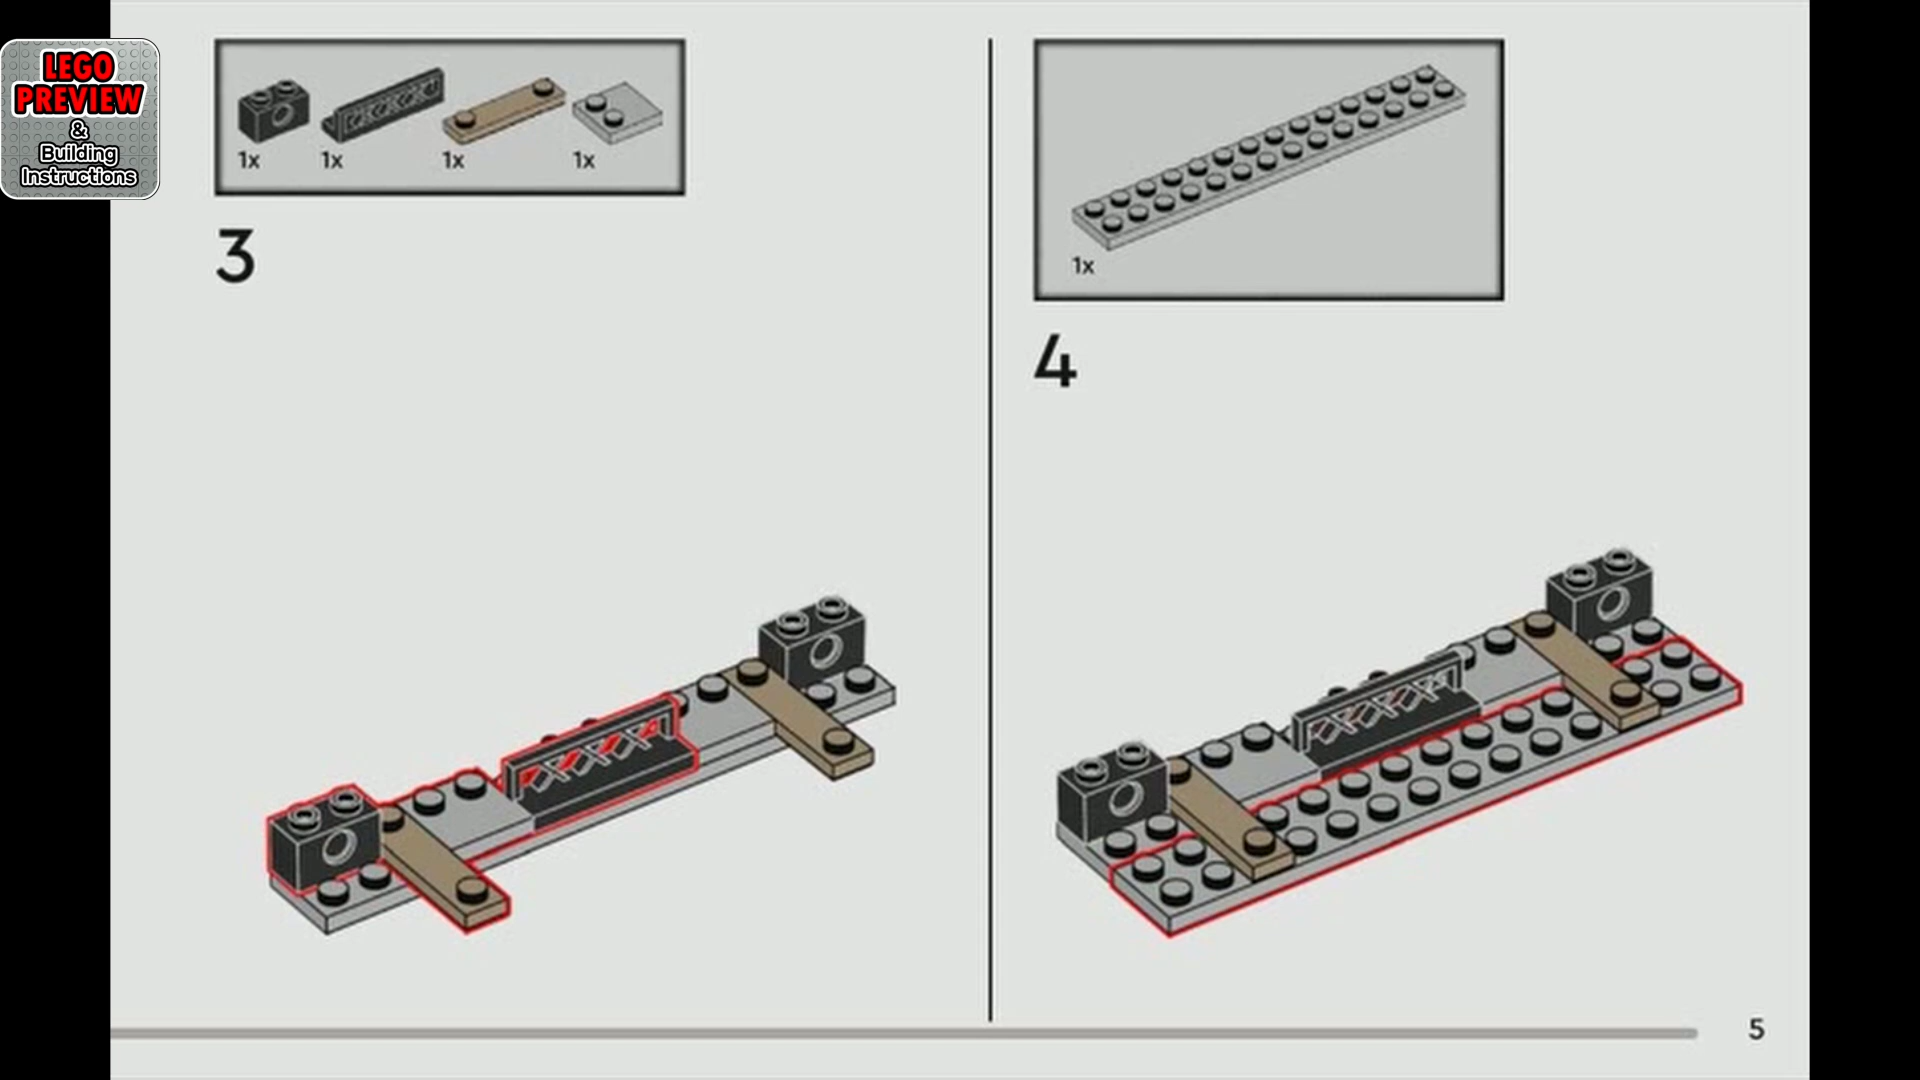 LEGO
PREVIEW
&
Building
Instructions
1x 1x 1x 1x
3
1x
4
5